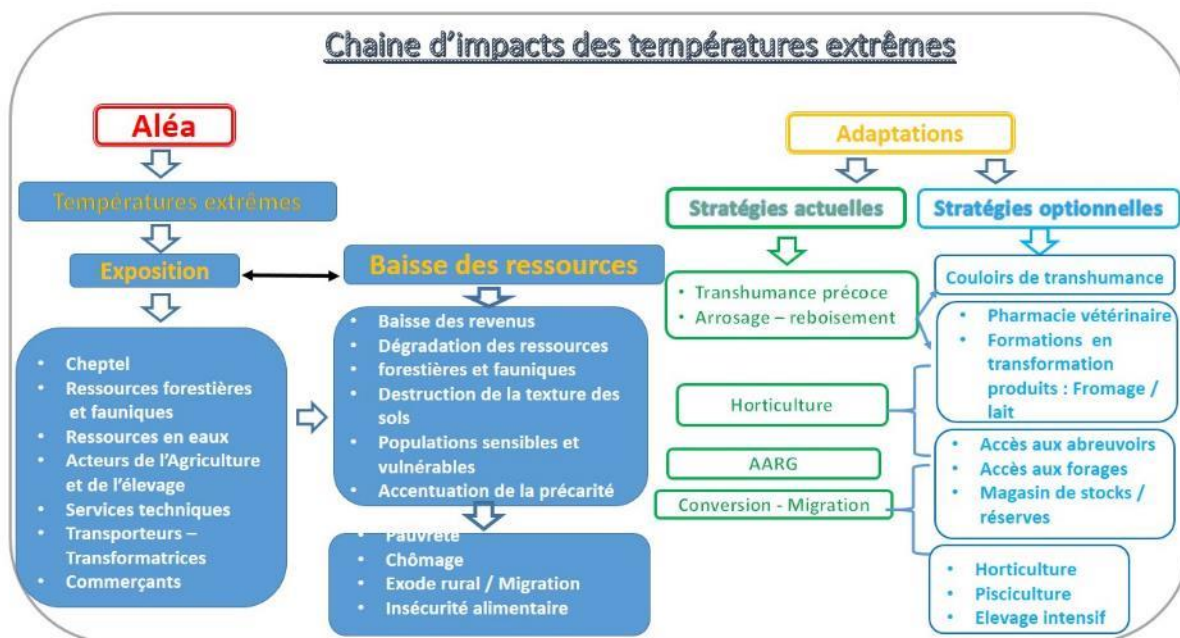 Chaine d'impacts des températures extrêmes
Aléa
Températures extrêmes
Exposition
• Cheptel
• Ressources forestières
et fauniques
• Ressources en eaux
• Acteurs de l'Agriculture
et de l'élevage
• Services techniques
• Transporteurs –
Transformatrices
• Commerçants
Baisse des ressources
• Baisse des revenus
• Dégradation des ressources
• forestières et fauniques
• Destruction de la texture des
sols
• Populations sensibles et
vulnérables
• Accentuation de la précarité
• Pauvreté
• Chômage
• Exode rural / Migration
• Insécurité alimentaire
Adaptations
Stratégies actuelles
• Transhumance précoce
• Arrosage – reboisement
Horticulture
AARG
Conversion - Migration
Stratégies optionnelles
Couloirs de transhumance
• Pharmacie vétérinaire
• Formations en
transformation
produits : Fromage /
lait
• Accès aux abreuvoirs
• Accès aux forages
• Magasin de stocks /
réserves
• Horticulture
• Pisciculture
• Elevage intensif